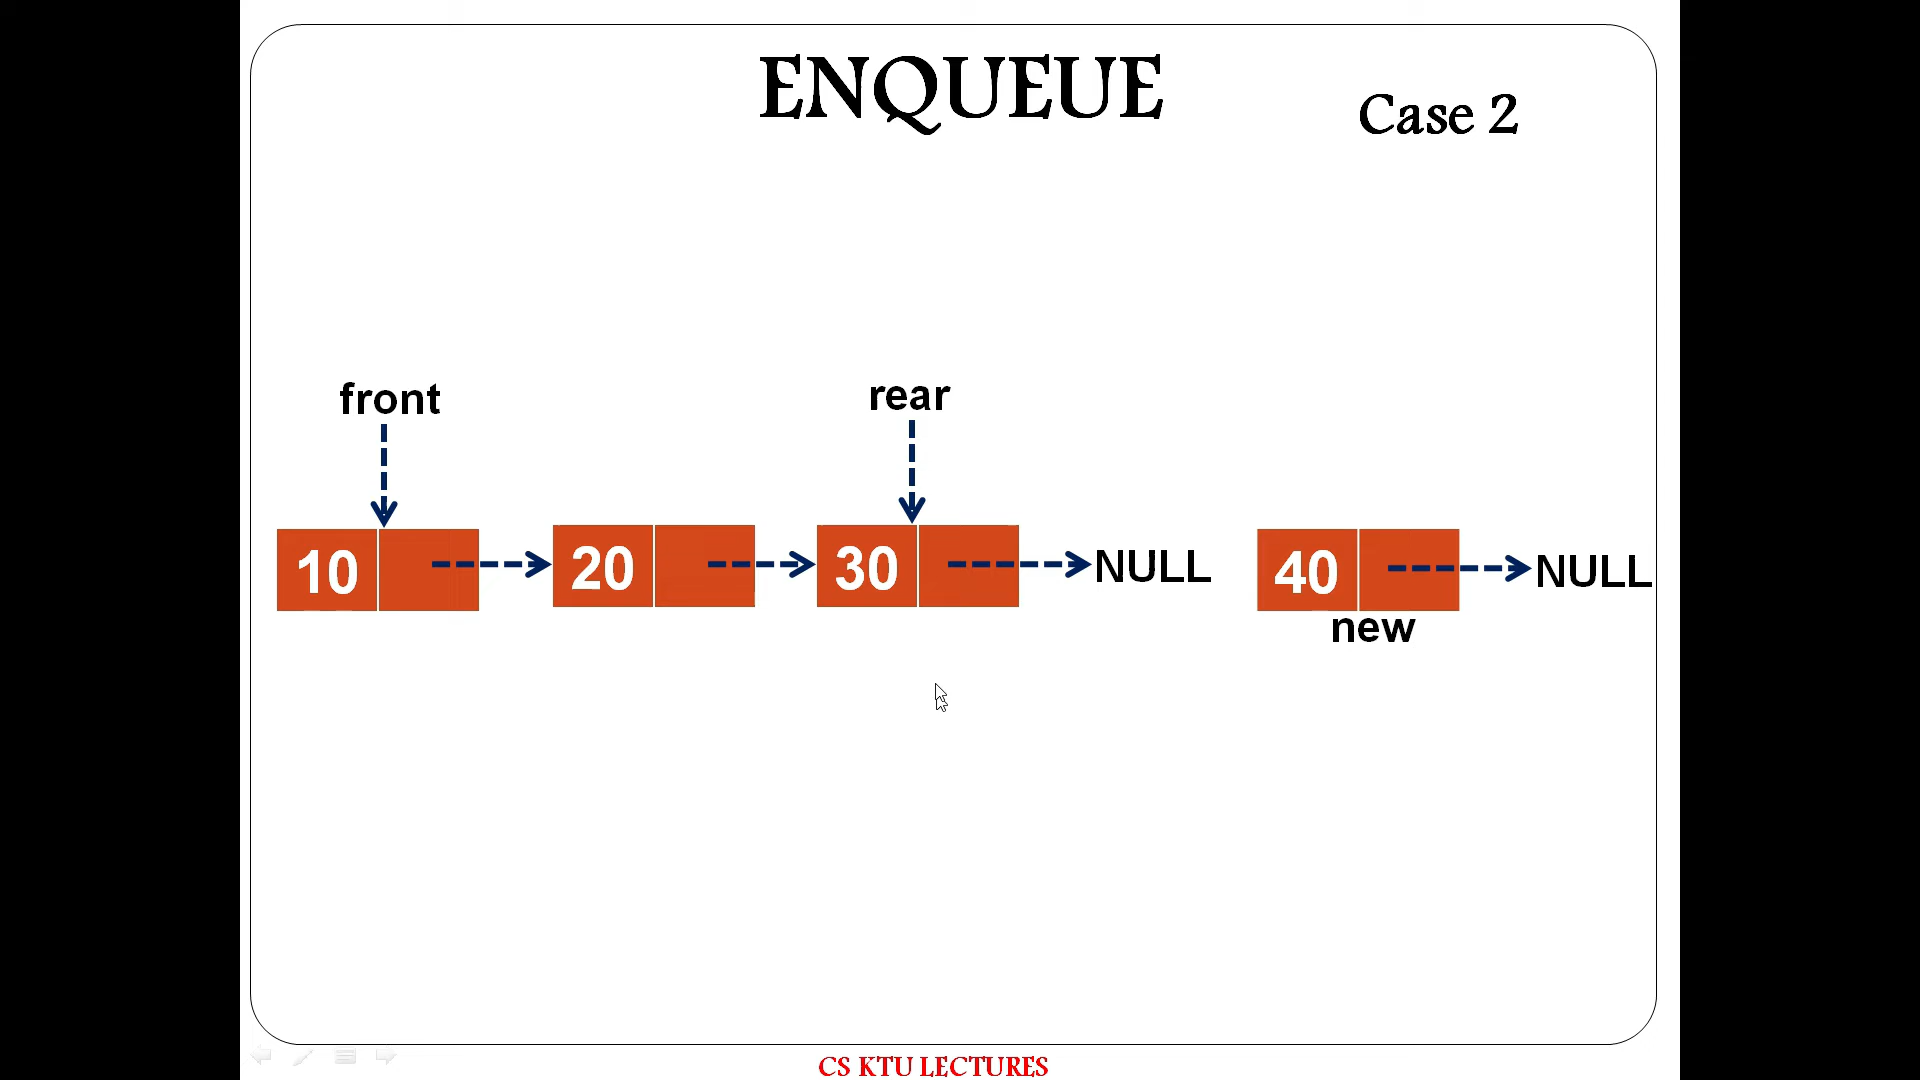 ENQUEUE
Case 2
front
rear
10
20
30
NULL
40
NULL
new
CS KTU LECTURES